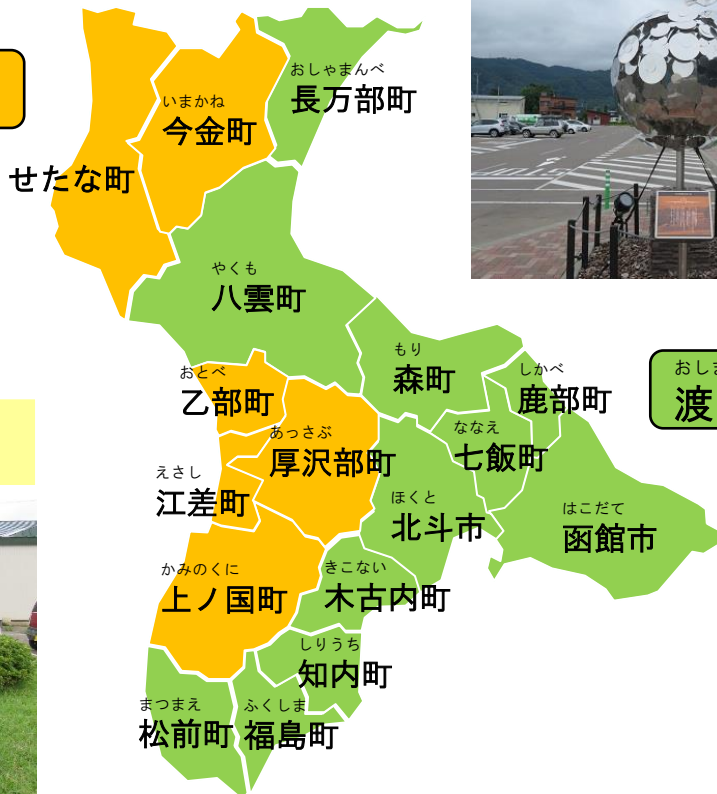 おしゃまんべ
長万部町
いまかね
今金町
せたな町
やくも
八雲町
もり
森町
しかべ
鹿部町
おしま
渡
おとべ
乙部町
あっさぶ
厚沢部町
ななえ
七飯町
えさし
江差町
ほくと
北斗市
はこだて
函館市
かみのくに
上ノ国町
きこない
木古内町
しりうち
知内町
まつまえ
松前町
ふくしま
福島町